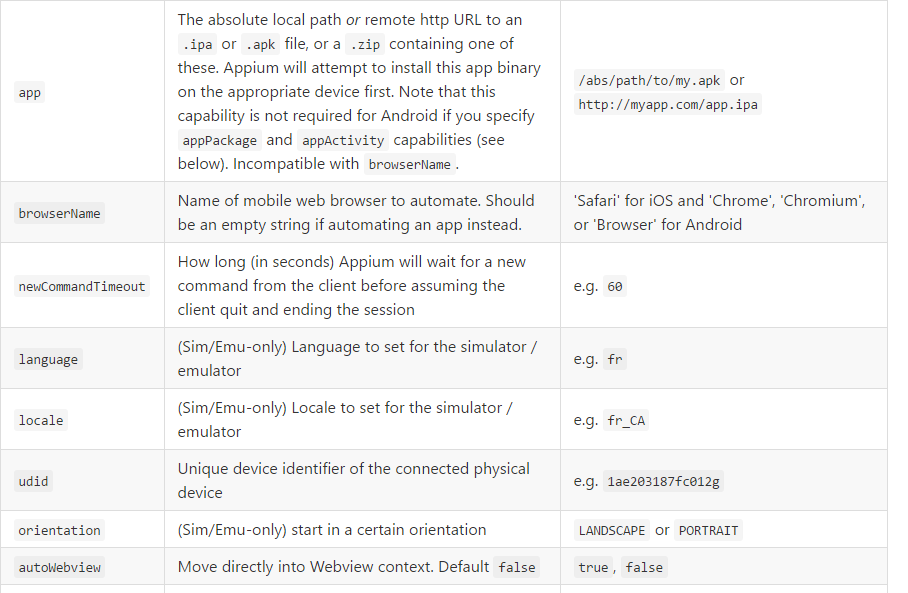 The absolute local path or remote http URL to an
.ipa or .apk file, or a .zip containing one of
these. Appium will attempt to install this app binary
app
on the appropriate device first. Note that this
capability is not required for Android if you specify
appPackage and appActivity capabilities (see
below). Incompatible with browserName .
/abs/path/to/my.apk or
http://myapp.com/app.ipa
browserName
Name of mobile web browser to automate. Should
be an empty string if automating an app instead.
'Safari' for iOS and 'Chrome', 'Chromium',
or 'Browser' for Android
newCommandTimeout
How long (in seconds) Appium will wait for a new
command from the client before assuming the
client quit and ending the session
e.g. 60
language
(Sim/Emu-only) Language to set for the simulator /
emulator
e.g. fr
locale
(Sim/Emu-only) Locale to set for the simulator /
emulator
e.g. fr_CA
udid
Unique device identifier of the connected physical
device
e.g. 1ae203187fc012g
orientation
(Sim/Emu-only) start in a certain orientation
LANDSCAPE or PORTRAIT
autoWebview
Move directly into Webview context. Default false
true , false